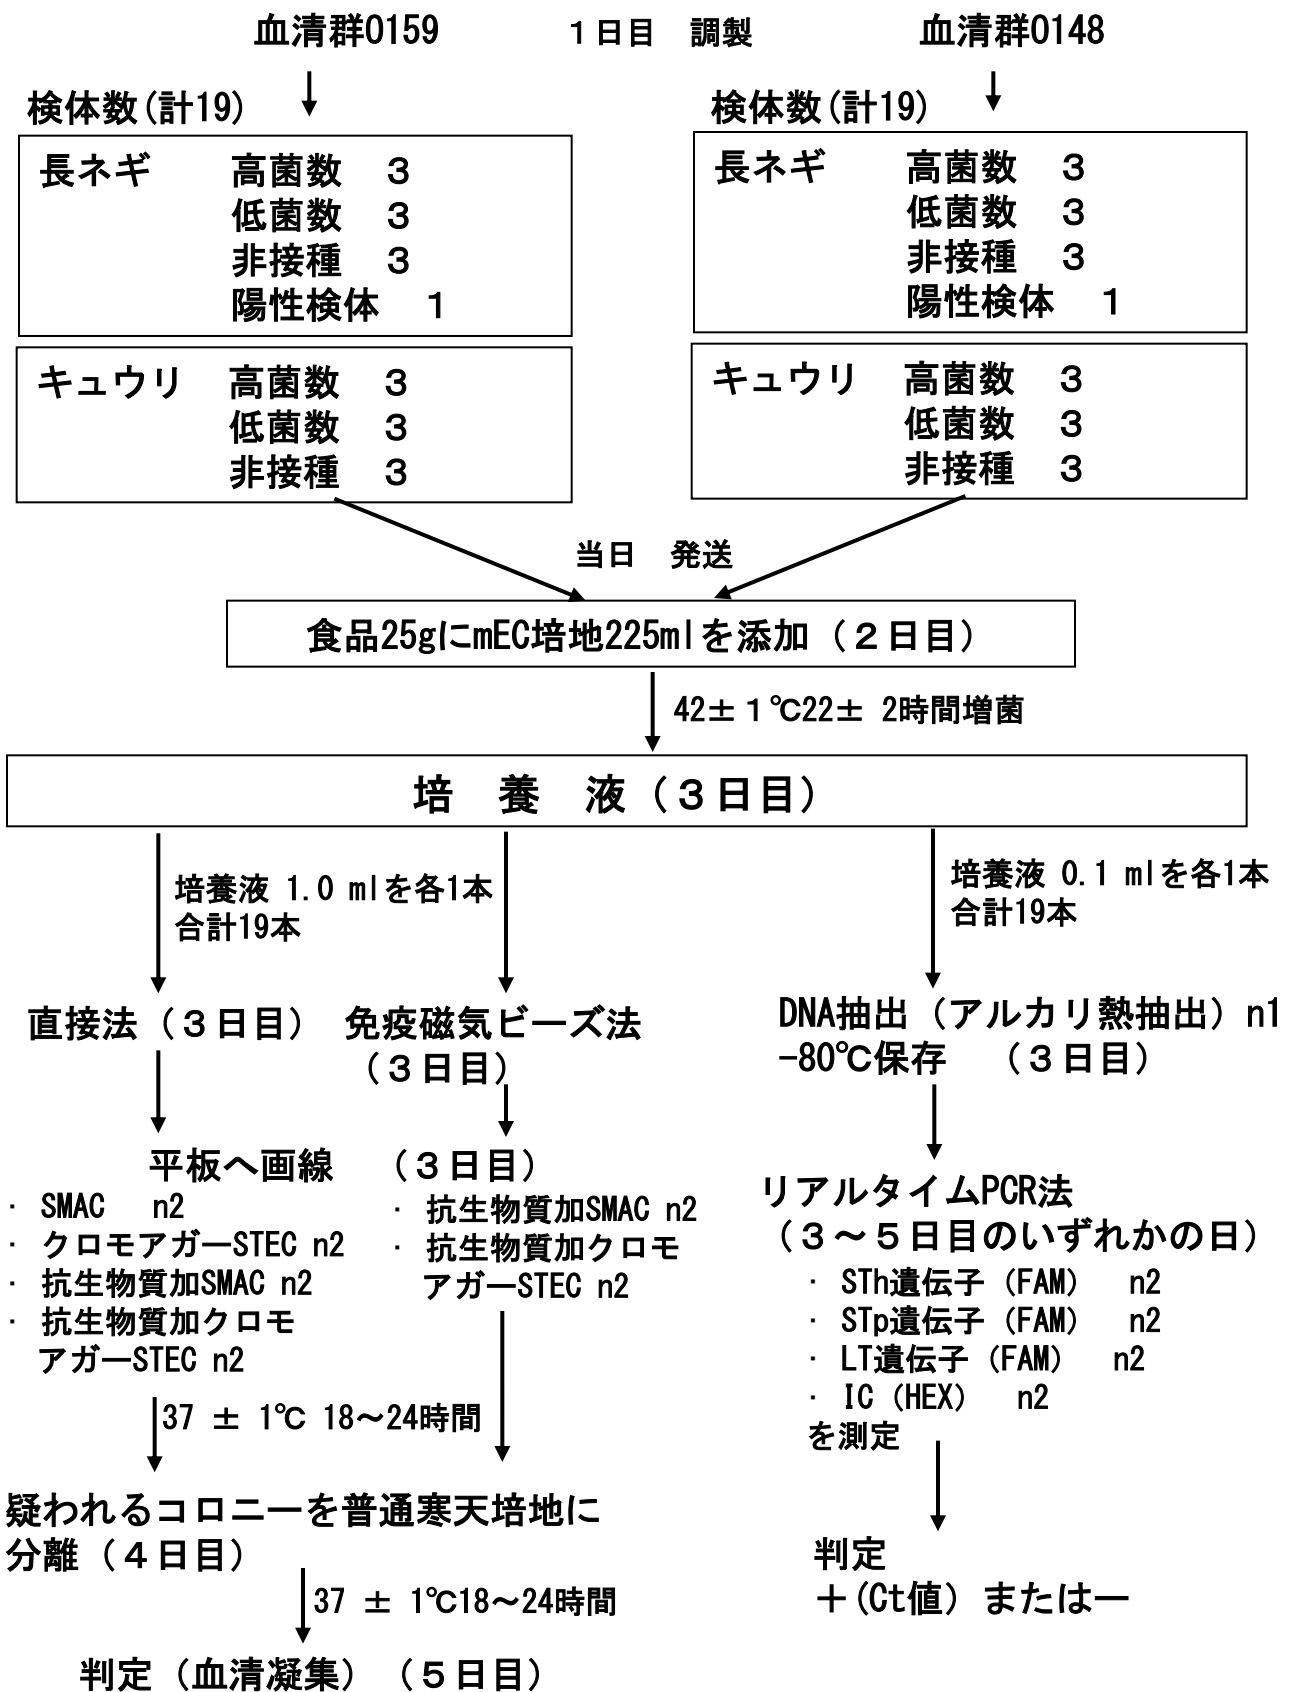 血清群O159　１日目　調製　血清群O148
検体数(計19)
長ネギ　高菌数　３
低菌数　３
非接種　３
陽性検体　１
キュウリ　高菌数　３
低菌数　３
非接種　３
検体数(計19)
長ネギ　高菌数　３
低菌数　３
非接種　３
陽性検体　１
キュウリ　高菌数　３
低菌数　３
非接種　３
当日　発送
食品25gにmEC培地225mlを添加（２日目）
42±１℃22± 2時間増菌
培　養　液（３日目）
培養液 1.0 mlを各1本
合計19本
直接法（３日目）
免疫磁気ビーズ法
（３日目）
平板へ画線　（３日目）
・ SMAC　n2
・ クロモアガーSTEC n2
・ 抗生物質加SMAC n2
・ 抗生物質加クロモ
アガーSTEC n2
・ 抗生物質加SMAC n2
・ 抗生物質加クロモ
アガーSTEC n2
37 ± 1℃ 18～24時間
疑われるコロニーを普通寒天培地に
分離（４日目）
37 ± 1℃18～24時間
判定（血清凝集）（５日目）
培養液 0.1 mlを各1本
合計19本
DNA抽出（アルカリ熱抽出）n1
-80℃保存　（３日目）
リアルタイムPCR法
（３～５日目のいずれかの日）
・ STh遺伝子（FAM）　n2
・ STp遺伝子（FAM）　n2
・ LT遺伝子（FAM）　n2
・ IC（HEX）　n2
を測定
判定
＋(Ct値）または―